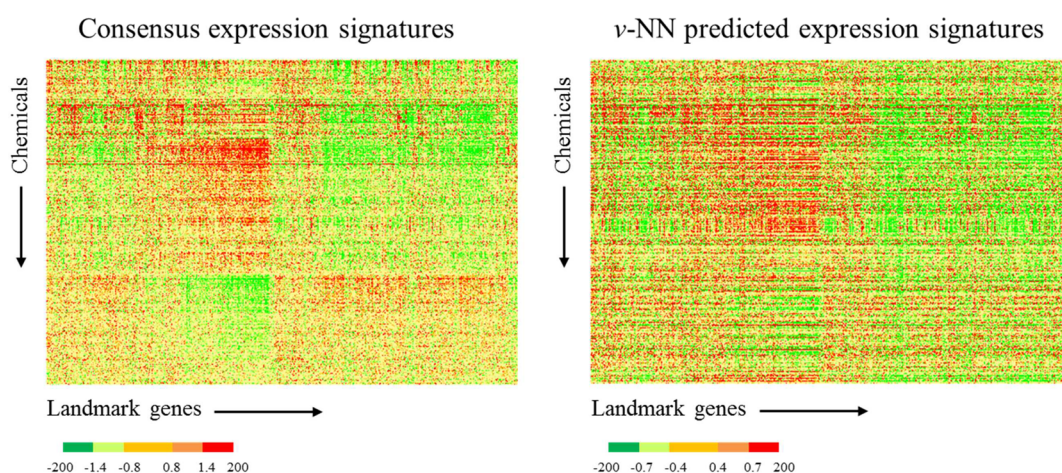 Consensus expression signatures
Chemicals
Landmark genes
-200 -1.4 -0.8 0.8 1.4 200
v-NN predicted expression signatures
Chemicals
Landmark genes
-200 -0.7 -0.4 0.4 0.7 200